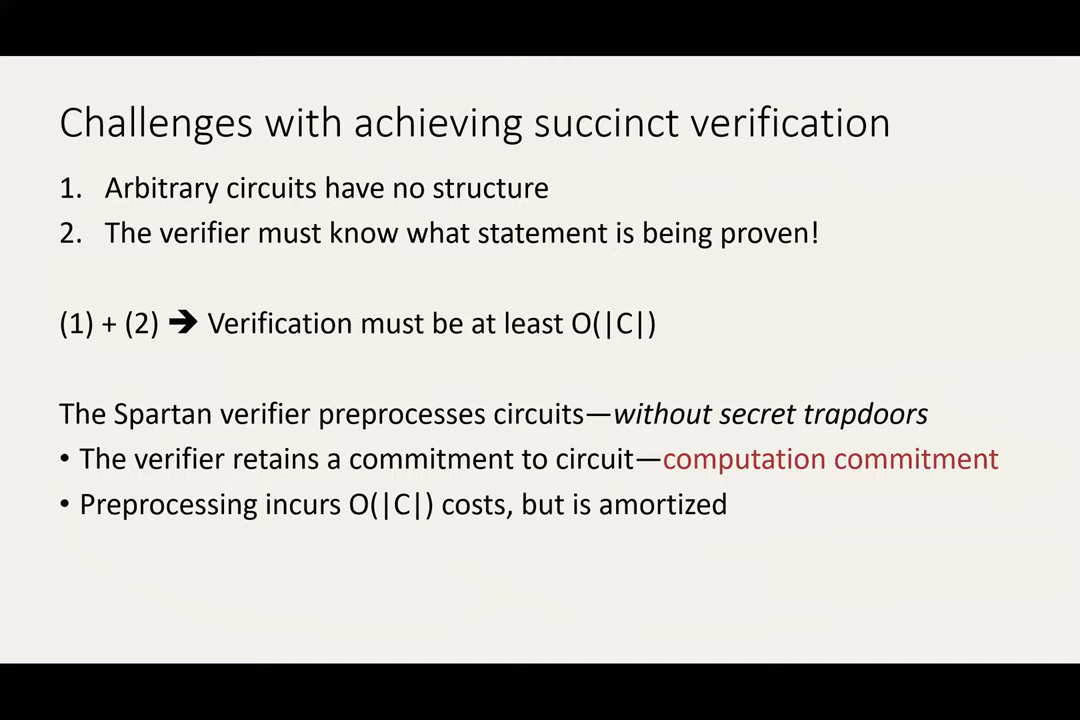 Challenges with achieving succinct verification
1. Arbitrary circuits have no structure
2. The verifier must know what statement is being proven!
(1) + (2) ➔ Verification must be at least O(|C|)
The Spartan verifier preprocesses circuits—without secret trapdoors
• The verifier retains a commitment to circuit—computation commitment
• Preprocessing incurs O(|C|) costs, but is amortized